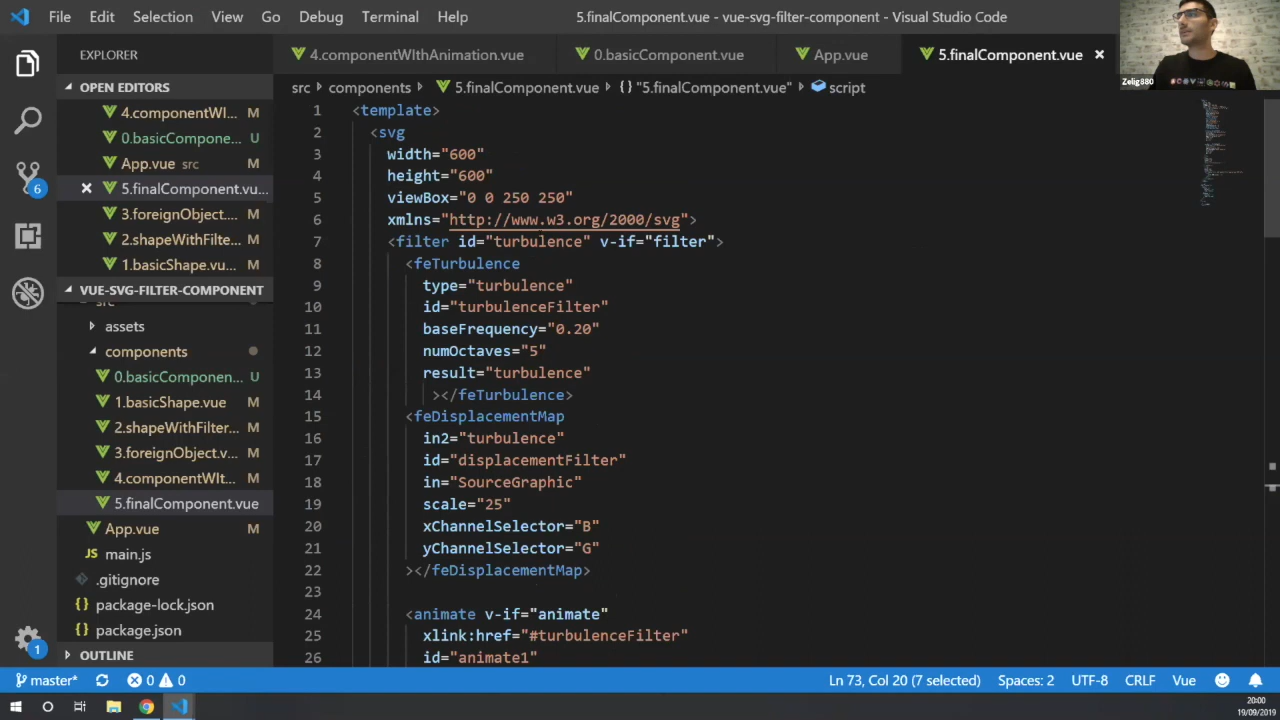 File Edit Selection View Go Debug Terminal Help
5.finalComponent.vue - vue-svg-filter-component - Visual Studio Code
EXPLORER
4.componentWIthAnimation.vue
0.basicComponent.vue
App.vue
5.finalComponent.vue
Zelig880
OPEN EDITORS
src › components › 5.finalComponent.vue › {} "5.finalComponent.vue" › script
4.componentWI... M
0.basicCompone... U
App.vue src M
5.finalComponent.vu...
3.foreignObject.... M
2.shapeWithFilte... M
1.basicShape.vu... M
VUE-SVG-FILTER-COMPONENT
src
assets
components
0.basicComponen... U
1.basicShape.vue M
2.shapeWithFilter... M
3.foreignObject.v... M
4.componentWIt... M
5.finalComponent.vue
App.vue M
main.js
.gitignore
package-lock.json
package.json
OUTLINE
6
1
1 <template>
2 <svg
3 width="600"
4 height="600"
5 viewBox="0 0 250 250"
6 xmlns="http://www.w3.org/2000/svg">
7 <filter id="turbulence" v-if="filter">
8 <feTurbulence
9 type="turbulence"
10 id="turbulenceFilter"
11 baseFrequency="0.20"
12 numOctaves="5"
13 result="turbulence"
14 ></feTurbulence>
15 <feDisplacementMap
16 in2="turbulence"
17 id="displacementFilter"
18 in="SourceGraphic"
19 scale="25"
20 xChannelSelector="B"
21 yChannelSelector="G"
22 ></feDisplacementMap>
23
24 <animate v-if="animate"
25 xlink:href="#turbulenceFilter"
26 id="animate1"
master* 0 0 Ln 73, Col 20 (7 selected) Spaces: 2 UTF-8 CRLF Vue
20:00
19/09/2019